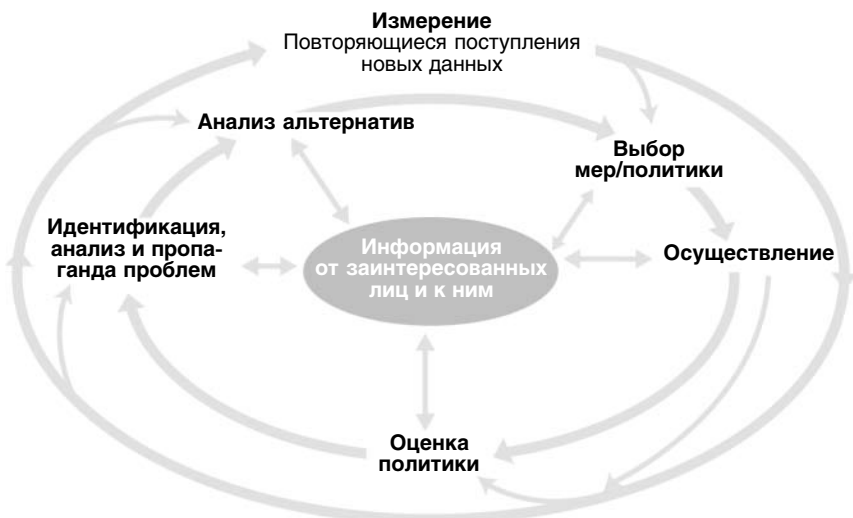 Измерение
Повторяющиеся поступления
новых данных
Анализ альтернатив
Выбор
мер/политики
Идентификация,
анализ и пропа-
ганда проблем
Информация
от заинтересованных
лиц и к ним
Осуществление
Оценка
политики